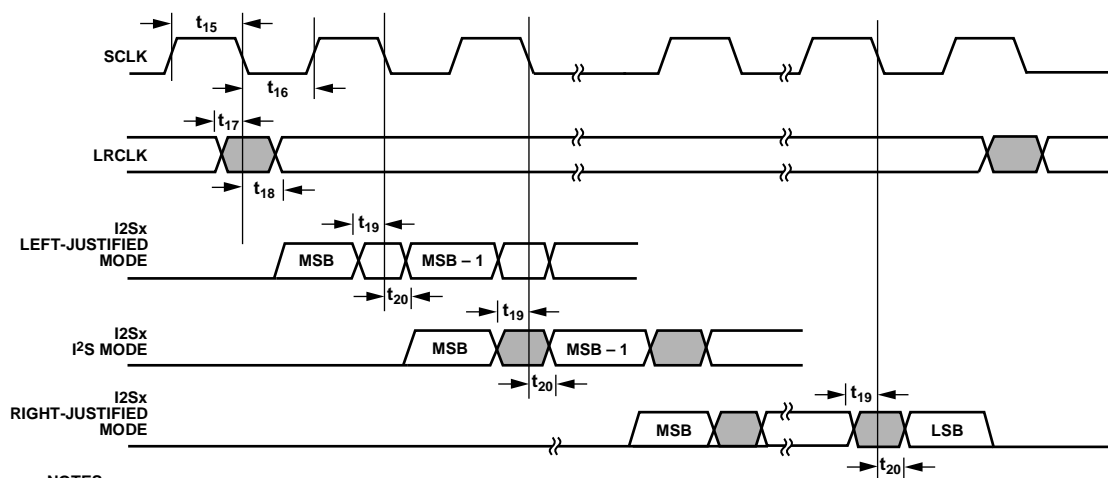 t15
SCLK
t16
t17
LRCLK
t18
I2Sx
LEFT-JUSTIFIED
MODE
t19
MSB
MSB – 1
t20
I2Sx
I2S MODE
t19
MSB
MSB – 1
t20
I2Sx
RIGHT-JUSTIFIED
MODE
t19
MSB
LSB
t20